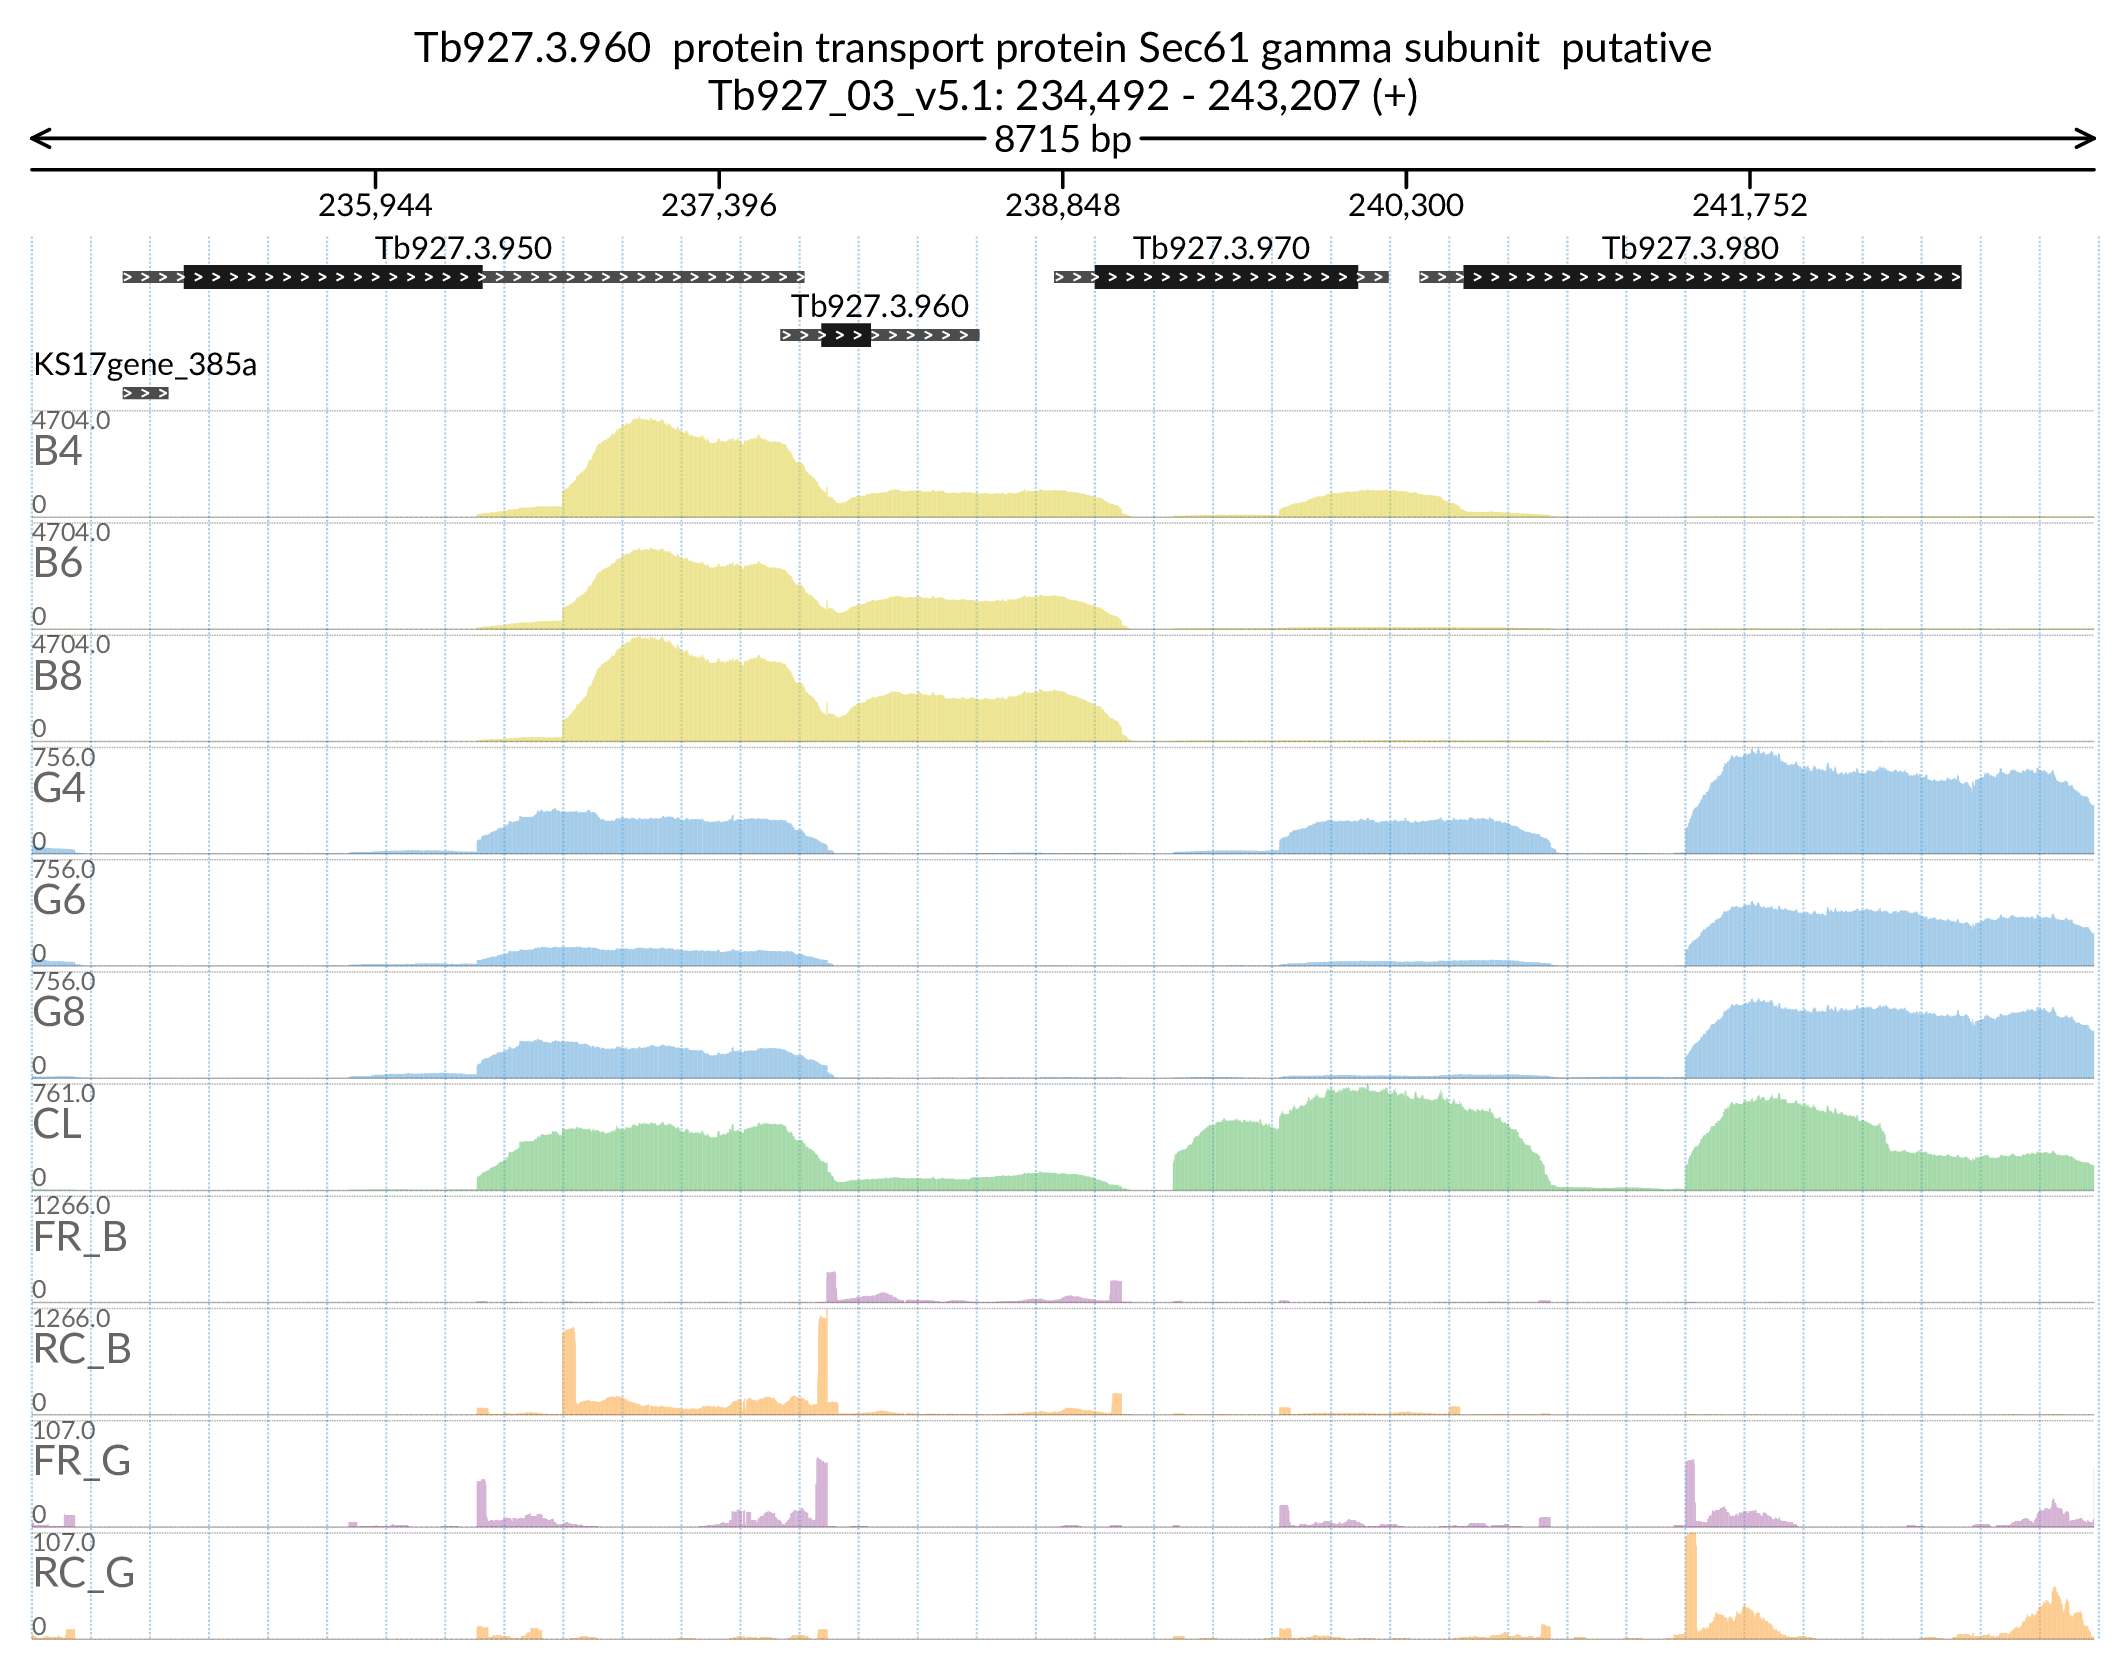 Tb927.3.960  protein transport protein Sec61 gamma subunit  putative
Tb927_03_v5.1: 234,492 - 243,207 (+)
8715 bp
235,944 237,396 238,848 240,300 241,752
Tb927.3.950 Tb927.3.970 Tb927.3.980
Tb927.3.960
KS17gene_385a
4704.0
B4
0
4704.0
B6
0
4704.0
B8
0
756.0
G4
0
756.0
G6
0
756.0
G8
0
761.0
CL
0
1266.0
FR_B
0
1266.0
RC_B
0
107.0
FR_G
0
107.0
RC_G
0